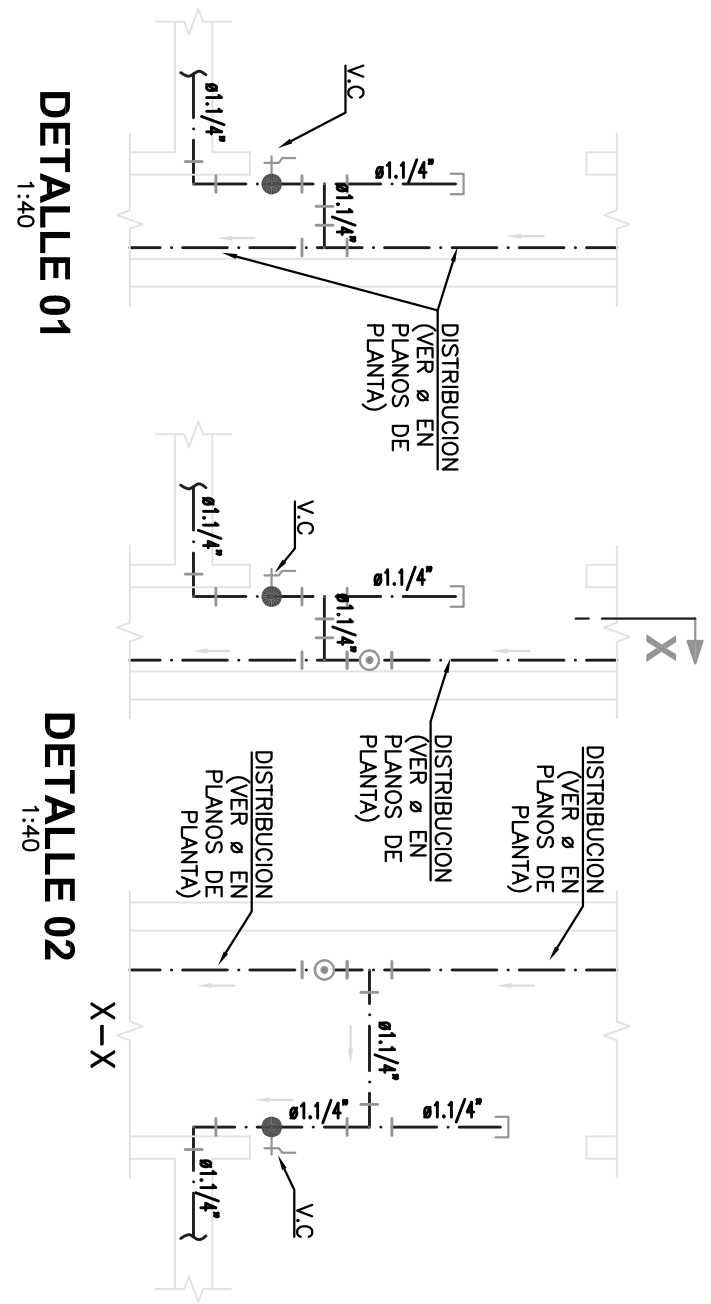 V.C
ø1.1/4"
ø1.1/4"
ø1.1/4"
DISTRIBUCION
(VER ø EN
PLANOS DE
PLANTA)
DETALLE 01
1:40
V.C
ø1.1/4"
ø1.1/4"
ø1.1/4"
X
DISTRIBUCION
(VER ø EN
PLANOS DE
PLANTA)
DISTRIBUCION
(VER ø EN
PLANOS DE
PLANTA)
DISTRIBUCION
(VER ø EN
PLANOS DE
PLANTA)
ø1.1/4"
ø1.1/4"
ø1.1/4"
ø1.1/4"
V.C
DETALLE 02
1:40
X-X